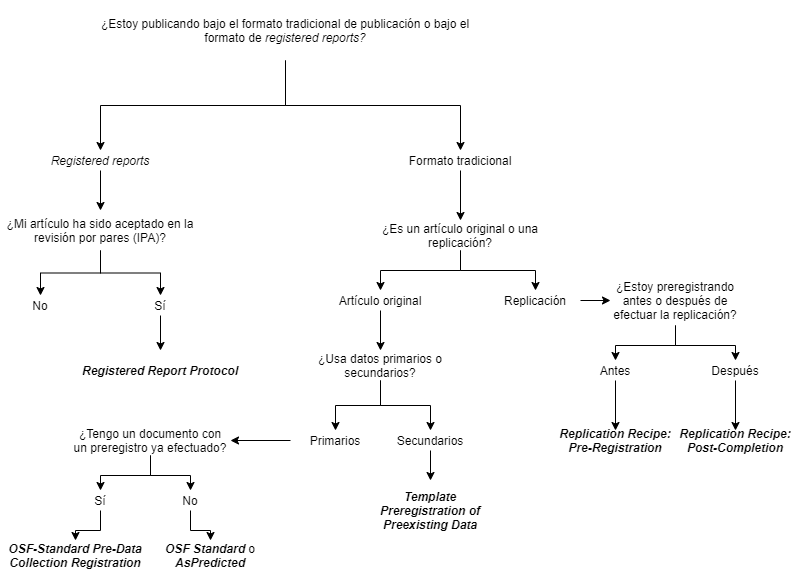 ¿Estoy publicando bajo el formato tradicional de publicación o bajo el
formato de registered reports?
Registered reports
Formato tradicional
¿Mi artículo ha sido aceptado en la
revisión por pares (IPA)?
¿Es un artículo original o una
replicación?
No
Sí
Artículo original
Replicación
¿Estoy preregistrando
antes o después de
efectuar la replicación?
Registered Report Protocol
¿Usa datos primarios o
secundarios?
Antes
Después
¿Tengo un documento con
un preregistro ya efectuado?
Primarios
Secundarios
Replication Recipe:
Pre-Registration
Replication Recipe:
Post-Completion
Sí
No
Template
Preregistration of
Preexisting Data
OSF-Standard Pre-Data
Collection Registration
OSF Standard o
AsPredicted